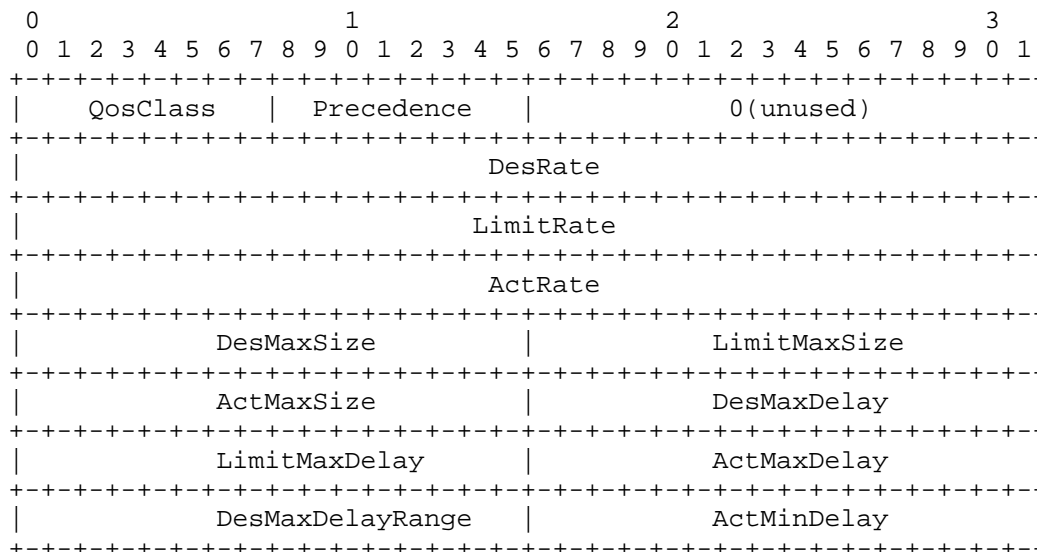 0                   1                   2                   3
 0 1 2 3 4 5 6 7 8 9 0 1 2 3 4 5 6 7 8 9 0 1 2 3 4 5 6 7 8 9 0 1
+-+-+-+-+-+-+-+-+-+-+-+-+-+-+-+-+-+-+-+-+-+-+-+-+-+-+-+-+-+-+-+-+-
|    QosClass   |  Precedence   |            0(unused)
+-+-+-+-+-+-+-+-+-+-+-+-+-+-+-+-+-+-+-+-+-+-+-+-+-+-+-+-+-+-+-+-+-
|                             DesRate
+-+-+-+-+-+-+-+-+-+-+-+-+-+-+-+-+-+-+-+-+-+-+-+-+-+-+-+-+-+-+-+-+-
|                            LimitRate
+-+-+-+-+-+-+-+-+-+-+-+-+-+-+-+-+-+-+-+-+-+-+-+-+-+-+-+-+-+-+-+-+-
|                             ActRate
+-+-+-+-+-+-+-+-+-+-+-+-+-+-+-+-+-+-+-+-+-+-+-+-+-+-+-+-+-+-+-+-+-
|            DesMaxSize         |           LimitMaxSize
+-+-+-+-+-+-+-+-+-+-+-+-+-+-+-+-+-+-+-+-+-+-+-+-+-+-+-+-+-+-+-+-+-
|            ActMaxSize         |           DesMaxDelay
+-+-+-+-+-+-+-+-+-+-+-+-+-+-+-+-+-+-+-+-+-+-+-+-+-+-+-+-+-+-+-+-+-
|            LimitMaxDelay      |           ActMaxDelay
+-+-+-+-+-+-+-+-+-+-+-+-+-+-+-+-+-+-+-+-+-+-+-+-+-+-+-+-+-+-+-+-+-
|            DesMaxDelayRange   |           ActMinDelay
+-+-+-+-+-+-+-+-+-+-+-+-+-+-+-+-+-+-+-+-+-+-+-+-+-+-+-+-+-+-+-+-+-